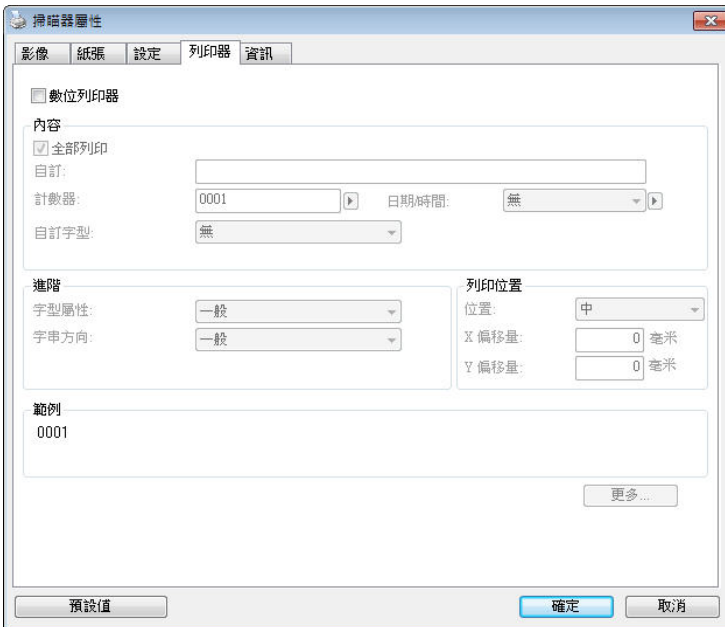 掃瞄器屬性
影像 紙張 設定 列印器 資訊
數位列印器
內容
全部列印
自訂:
計數器: 0001 日期/時間: 無
自訂字型: 無
進階
字型屬性: 一般
字串方向: 一般
列印位置
位置: 中
X 偏移量: 0 毫米
Y 偏移量: 0 毫米
範例
0001
更多...
預設值 確定 取消